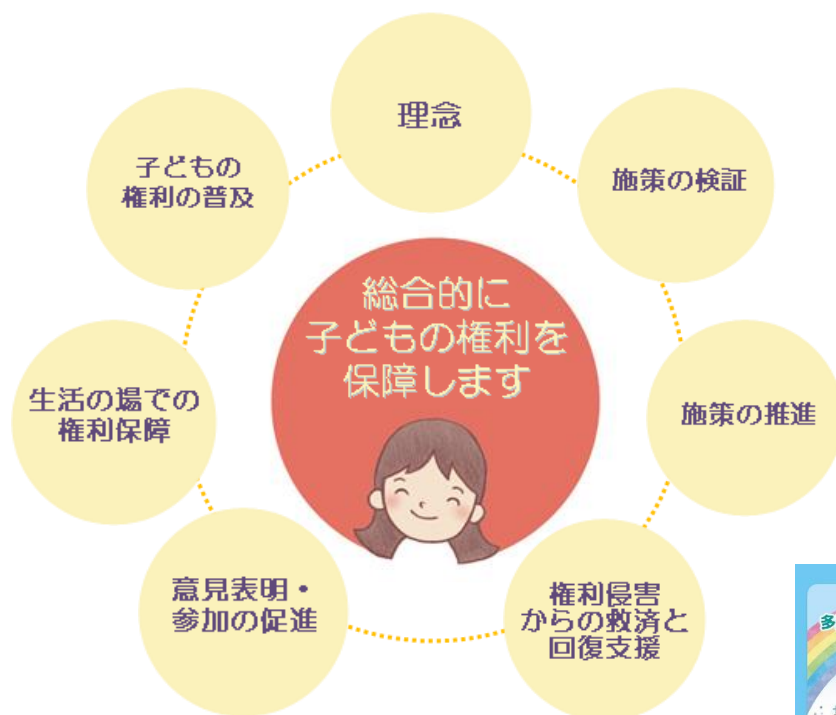 理念
施策の検証
施策の推進
権利侵害
からの救済と
回復支援
意見表明・
参加の促進
生活の場での
権利保障
子どもの
権利の普及
総合的に
子どもの権利を
保障します
多